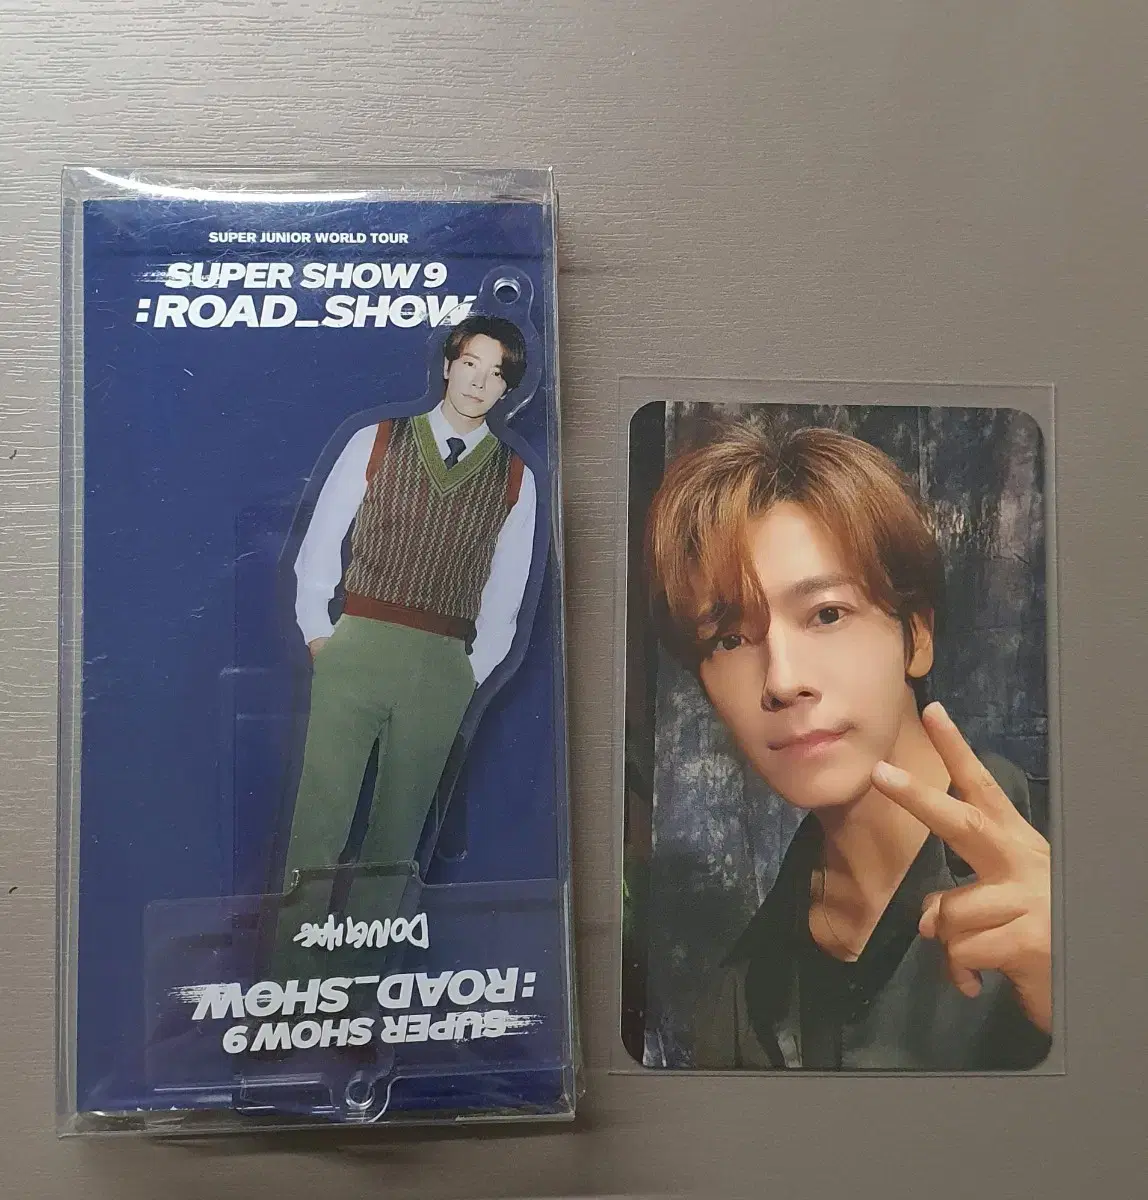 SUPER JUNIOR WORLD TOUR
SUPER SHOW 9
:ROAD_SHOW
DONGHAE
:ROAD_SHOW
SUPER SHOW 9